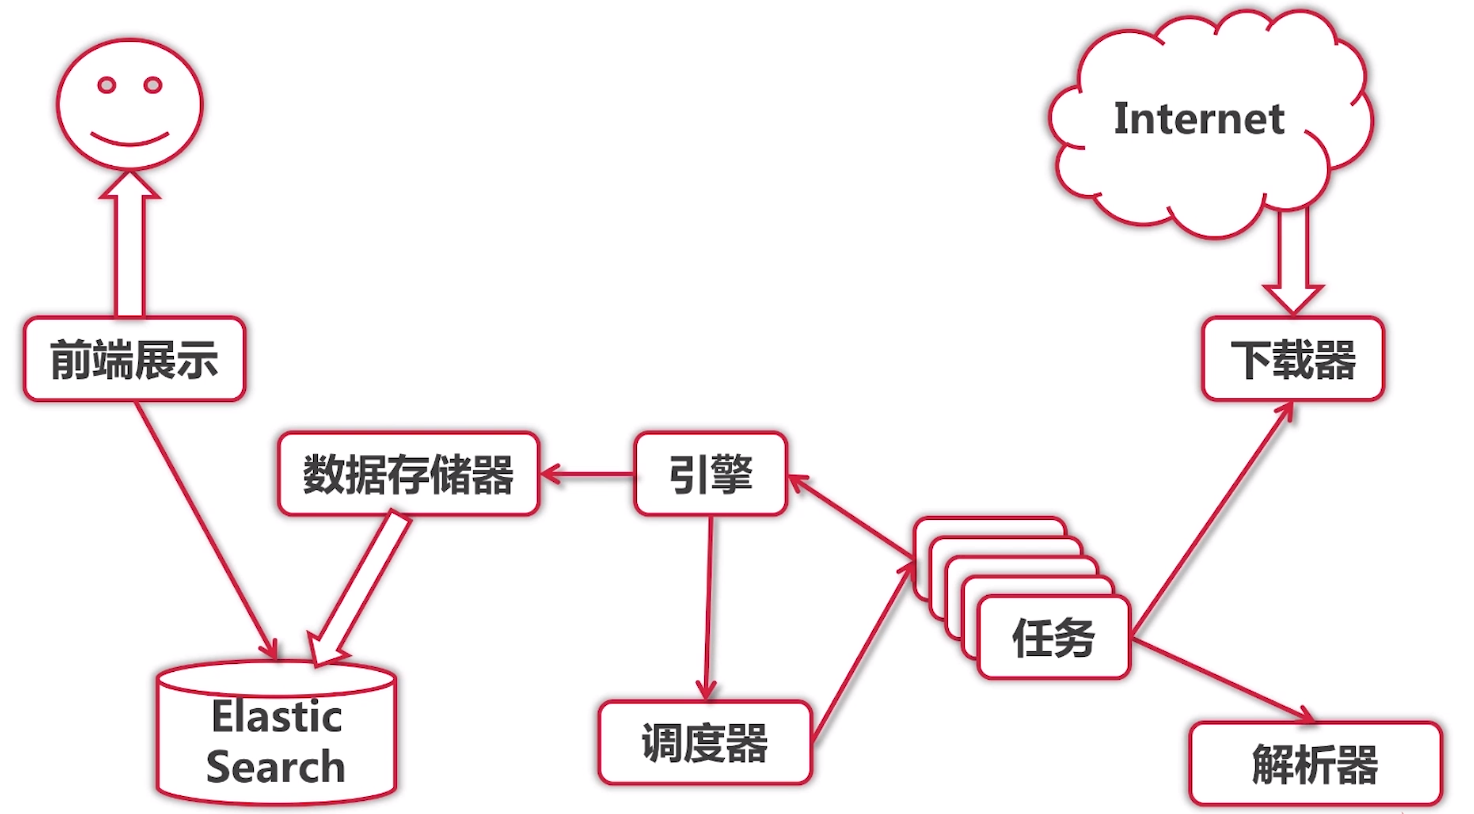 Internet
前端展示
下载器
数据存储器
引擎
任务
Elastic
Search
调度器
解析器